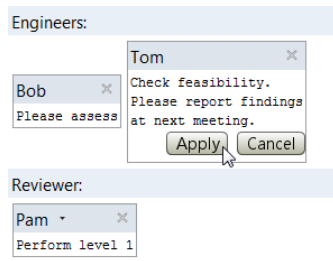 Engineers:
Tom
Check feasibility.
Please report findings
at next meeting.
Apply Cancel
Bob
Please assess
Reviewer:
Pam
Perform level 1